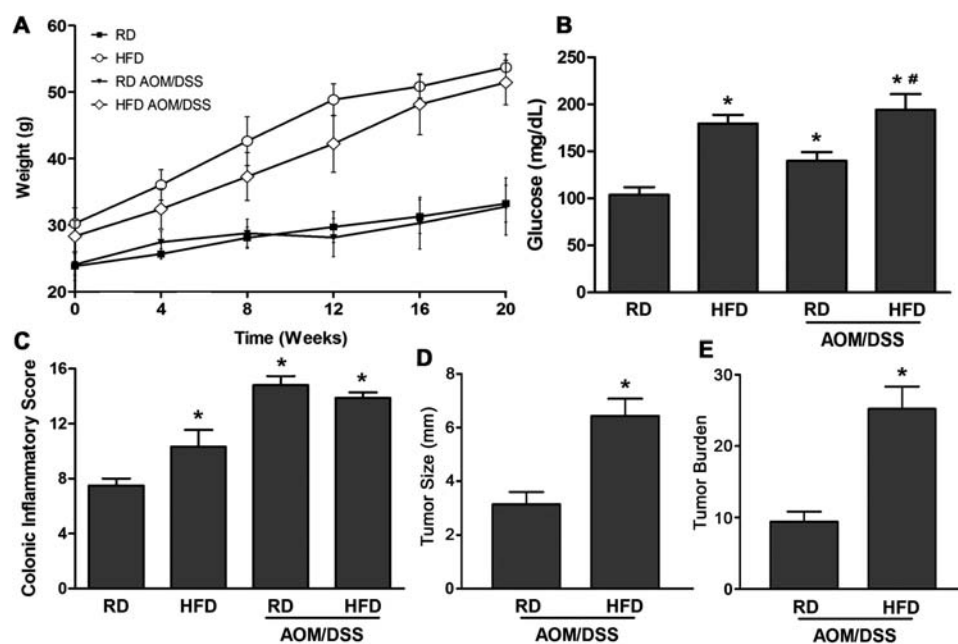 A
RD
HFD
RD AOM/DSS
HFD AOM/DSS
Weight (g)
60
50
40
30
20
0 4 8 12 16 20
Time (Weeks)
B
Glucose (mg/dL)
250
200
150
100
50
0
* * * #
RD HFD RD HFD
AOM/DSS
C
Colonic Inflammatory Score
16
12
8
4
0
* * *
RD HFD RD HFD
AOM/DSS
D
Tumor Size (mm)
8
6
4
2
0
*
RD HFD
AOM/DSS
E
Tumor Burden
30
20
10
0
*
RD HFD
AOM/DSS